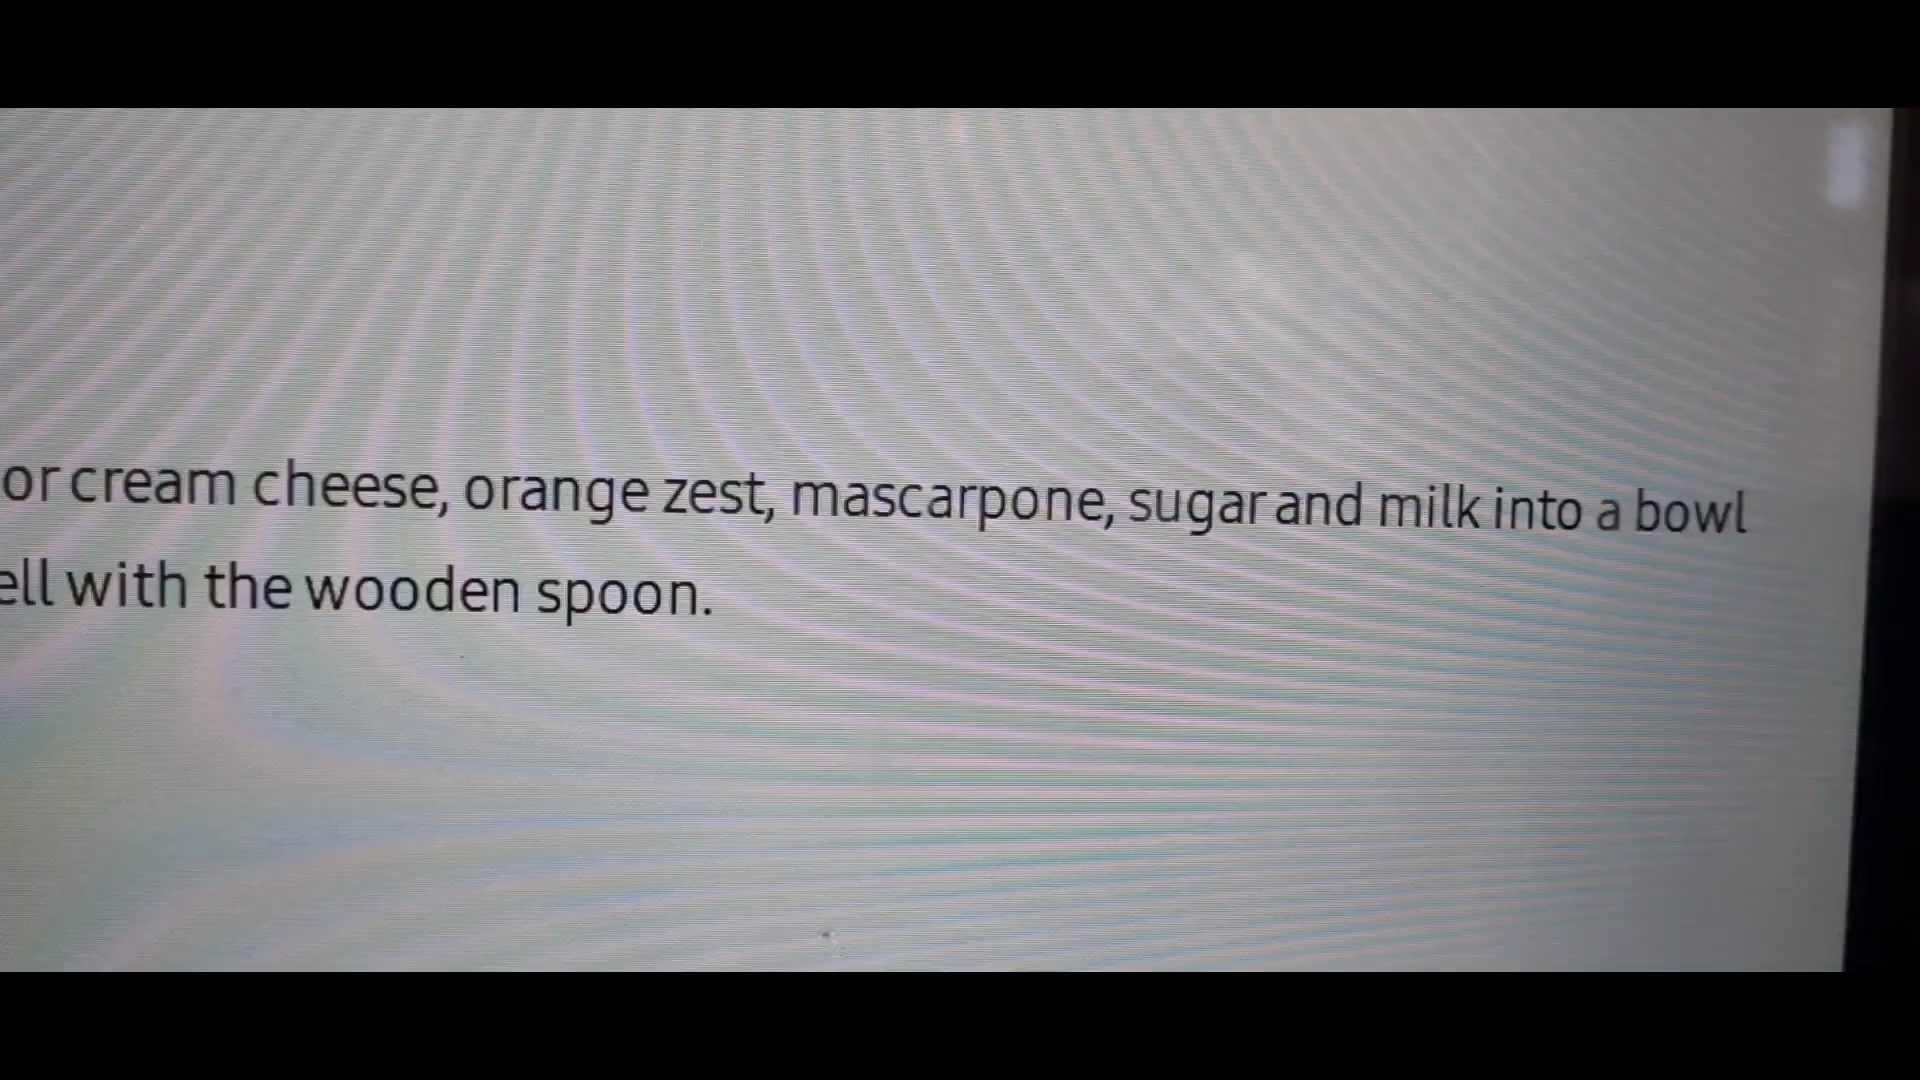 or cream cheese, orange zest, mascarpone, sugar and milk into a bowl
ell with the wooden spoon.